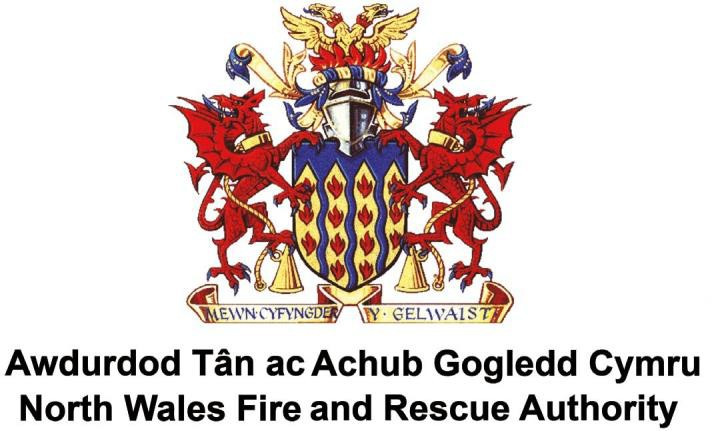 MEWN·CYFYNGDER Y·GELWAIST
Awdurdod Tân ac Achub Gogledd Cymru
North Wales Fire and Rescue Authority